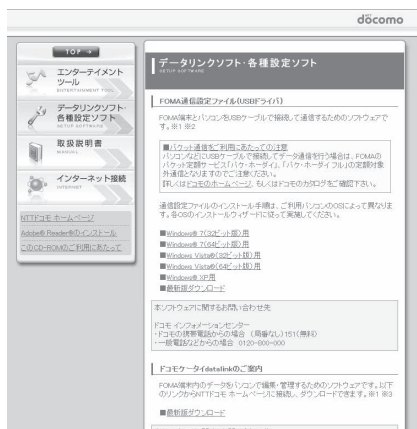 döcomo
TOP →
エンターテイメント
ツール
ENTERTAINMENT TOOL
データリンクソフト・
各種設定ソフト
SETUP SOFTWARE
取扱説明書
MANUAL
インターネット接続
INTERNET
NTTドコモ ホームページ
Adobe® Reader®のインストール
このCD-ROMのご利用にあたって
データリンクソフト・各種設定ソフト
SETUP SOFTWARE
FOMA通信設定ファイル(USBドライバ)
FOMA端末とパソコンをUSBケーブルで接続して通信するためのソフトウェアで
す。※1 ※2
■パケット通信をご利用にあたっての注意
パソコンなどにUSBケーブルで接続してデータ通信を行う場合は、FOMAの
パケット定額サービス「パケ・ホーダイ」、「パケ・ホーダイフル」の定額対象
外通信となりますのでご注意ください。
詳しくはドコモのホームページ、もしくはドコモのカタログをご確認下さい。
通信設定ファイルのインストール手順は、ご利用パソコンのOSによって異なりま
す。各OSのインストールウィザードに従って実施してください。
■Windows® 7(32ビット版)用
■Windows® 7(64ビット版)用
■Windows Vista®(32ビット版)用
■Windows Vista®(64ビット版)用
■Windows® XP用
■最新版ダウンロード
本ソフトウェアに関するお問い合わせ先
ドコモ インフォメーションセンター
・ドコモの携帯電話からの場合 (局番なし)151(無料)
・一般電話などからの場合 0120-800-000
ドコモケータイdatalinkのご案内
FOMA端末内のデータをパソコンで編集・管理するためのソフトウェアです。以下
のリンクからNTTドコモ ホームページに接続し、ダウンロードできます。※1 ※3
■最新版ダウンロード